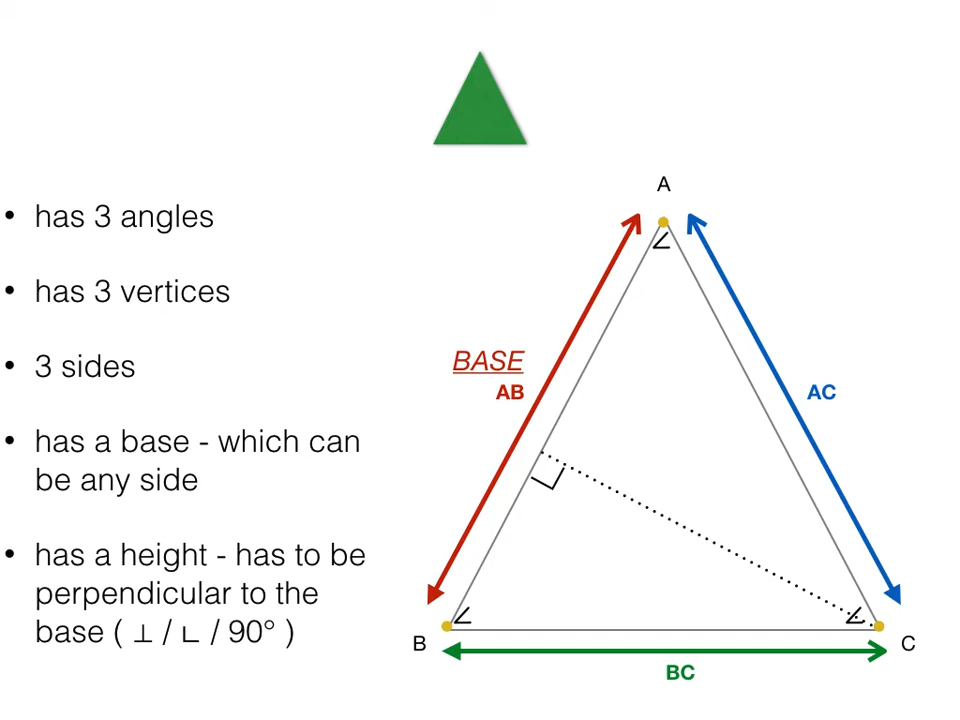 • has 3 angles
• has 3 vertices
• 3 sides
• has a base - which can
be any side
• has a height - has to be
perpendicular to the
base ( ⊥ / ∟ / 90° )
A
BASE
AB
AC
B
C
BC